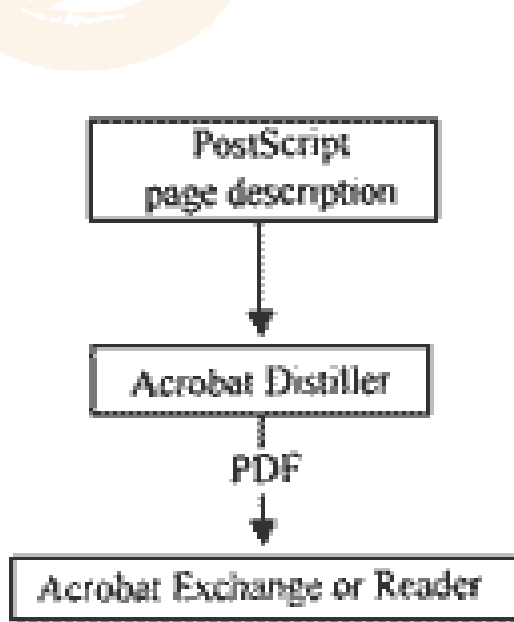 PostScript
page description
Acrobat Distiller
PDF
Acrobat Exchange or Reader